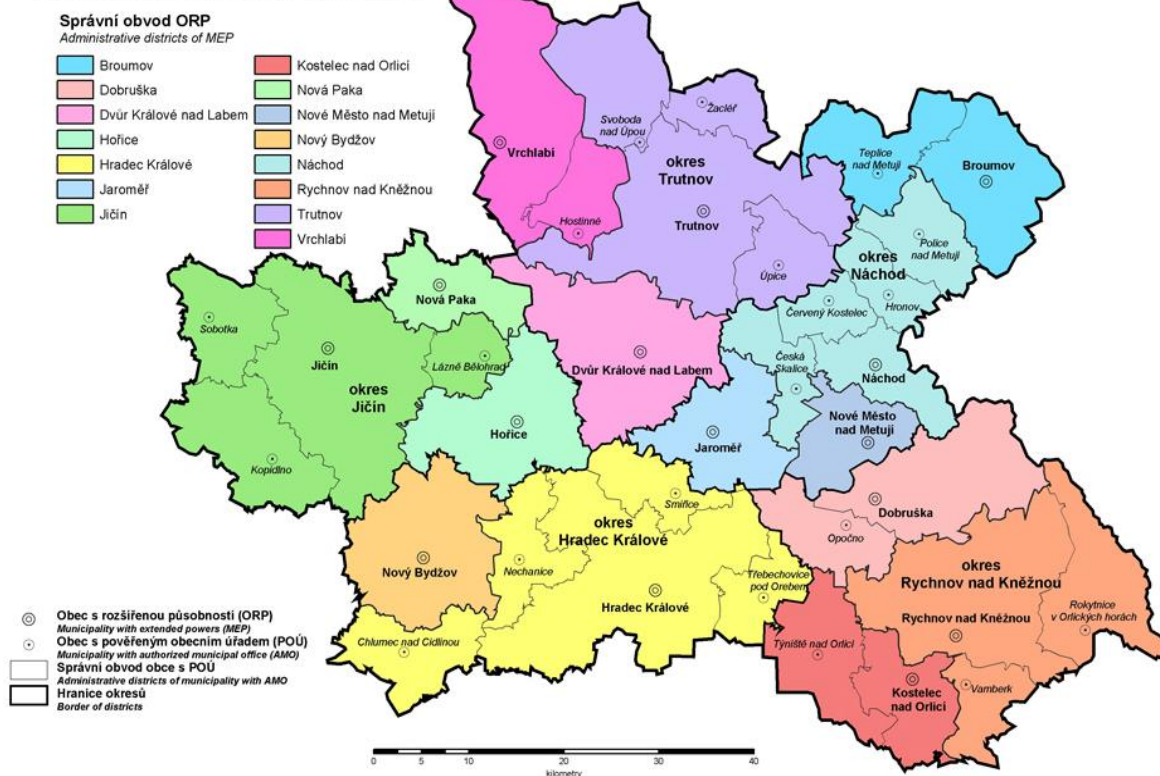 Správní obvod ORP
Administrative districts of MEP
Broumov
Dobruška
Dvůr Králové nad Labem
Hořice
Hradec Králové
Jaroměř
Jičín
Kostelec nad Orlicí
Nová Paka
Nové Město nad Metují
Nový Bydžov
Náchod
Rychnov nad Kněžnou
Trutnov
Vrchlabí
Vrchlabí
Hostinné
Svoboda
nad Úpou
Žacléř
okres
Trutnov
Trutnov
Úpice
Teplice
nad Metují
Broumov
Police
nad Metují
okres
Náchod
Hronov
Červený Kostelec
Česká
Skalice
Náchod
Nové Město
nad Metují
Nová Paka
Sobotka
Jičín
Lázně Bělohrad
okres
Jičín
Kopidlno
Hořice
Dvůr Králové nad Labem
Jaroměř
Smiřice
okres
Hradec Králové
Nechanice
Nový Bydžov
Hradec Králové
Třebechovice
pod Orebem
Chlumec nad Cidlinou
Dobruška
Opočno
okres
Rychnov nad Kněžnou
Rychnov nad Kněžnou
Rokytnice
v Orlických horách
Týniště nad Orlicí
Kostelec
nad Orlicí
Vamberk
Obec s rozšířenou působností (ORP)
Municipality with extended powers (MEP)
Obec s pověřeným obecním úřadem (POÚ)
Municipality with authorized municipal office (AMO)
Správní obvod obce s POÚ
Administrative districts of municipality with AMO
Hranice okresů
Border of districts
0 5 10 20 30 40
kilometry